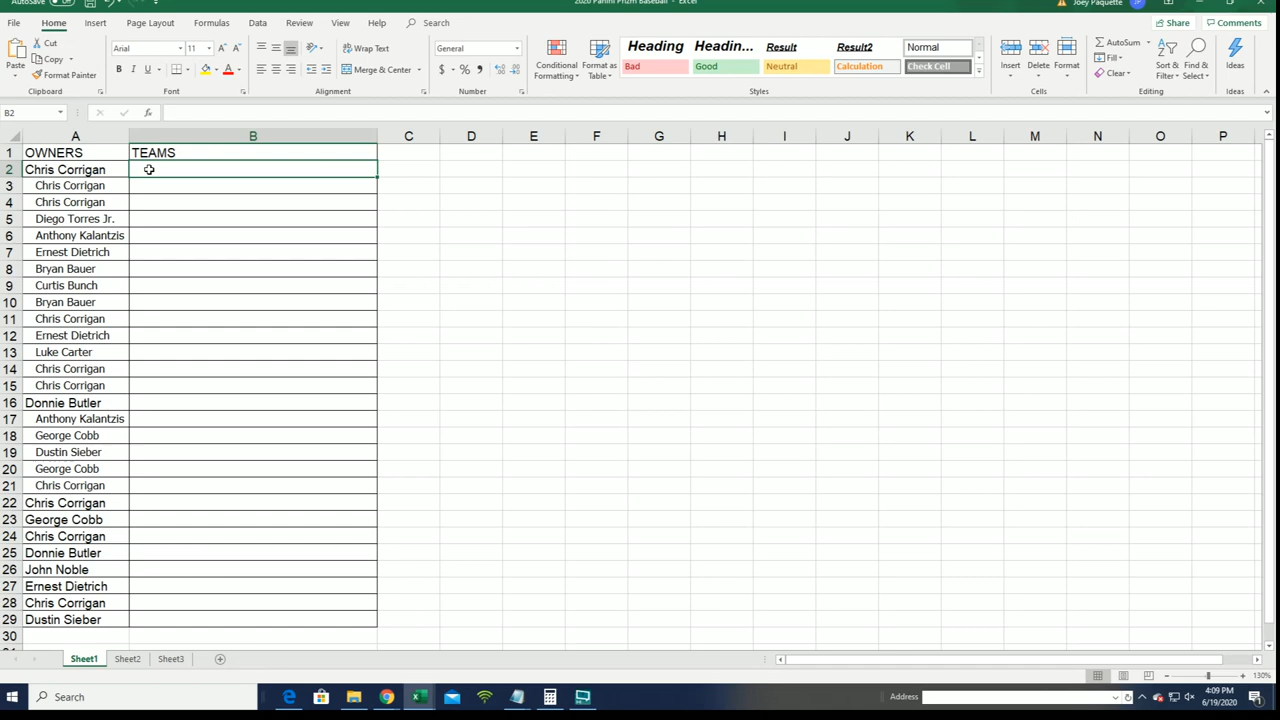 AutoSave Off 2020 Panini Prizm Baseball - Excel Joey Paquette JP
File Home Insert Page Layout Formulas Data Review View Help Search Share Comments
Paste Cut Copy Format Painter Clipboard
Arial 11 A A B I U A Font
Wrap Text Merge & Center Alignment
General $ % , Number
Conditional Formatting Format as Table
Heading Headin... Result Result2 Normal
Bad Good Neutral Calculation Check Cell
Styles
Insert Delete Format Cells
AutoSum Fill Clear Sort & Filter Find & Select Editing
Ideas Ideas
B2 fx
A B C D E F G H I J K L M N O P
1 OWNERS TEAMS
2 Chris Corrigan
3 Chris Corrigan
4 Chris Corrigan
5 Diego Torres Jr.
6 Anthony Kalantzis
7 Ernest Dietrich
8 Bryan Bauer
9 Curtis Bunch
10 Bryan Bauer
11 Chris Corrigan
12 Ernest Dietrich
13 Luke Carter
14 Chris Corrigan
15 Chris Corrigan
16 Donnie Butler
17 Anthony Kalantzis
18 George Cobb
19 Dustin Sieber
20 George Cobb
21 Chris Corrigan
22 Chris Corrigan
23 George Cobb
24 Chris Corrigan
25 Donnie Butler
26 John Noble
27 Ernest Dietrich
28 Chris Corrigan
29 Dustin Sieber
30
Sheet1 Sheet2 Sheet3
130%
Search Address 4:09 PM
6/19/2020